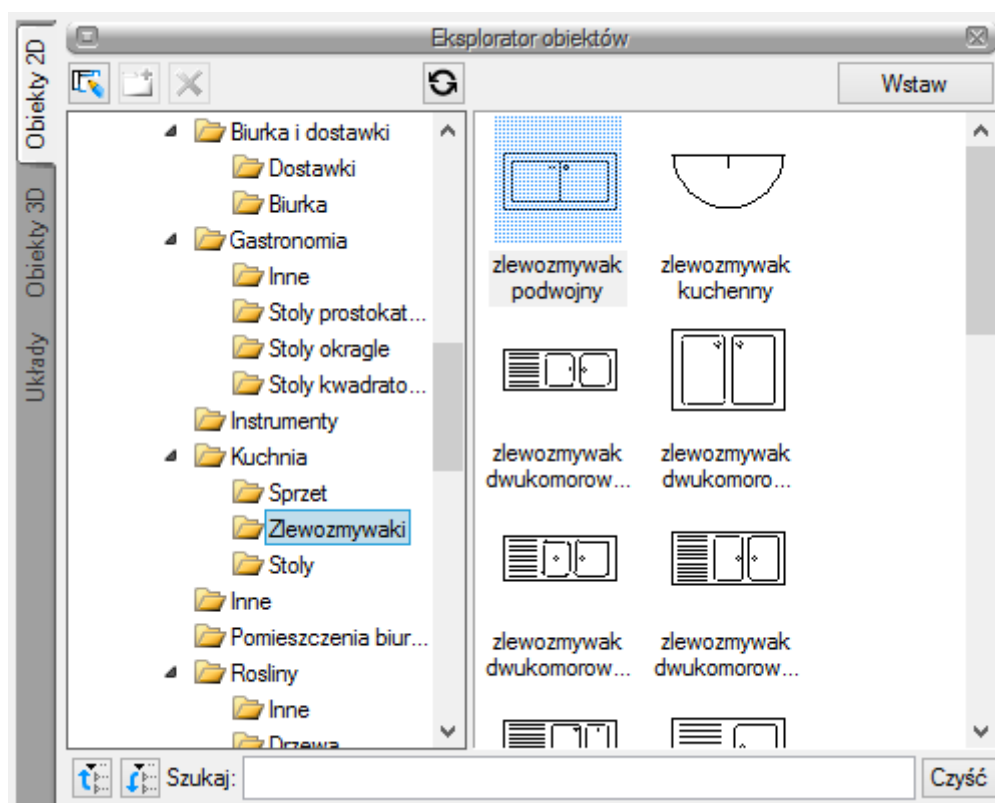 Eksplorator obiektów
Obiekty 2D
Obiekty 3D
Układy
Wstaw
Biurka i dostawki
Dostawki
Biurka
Gastronomia
Inne
Stoly prostokat...
Stoly okragle
Stoly kwadrato...
Instrumenty
Kuchnia
Sprzet
Zlewozmywaki
Stoly
Inne
Pomieszczenia biur...
Rosliny
Inne
Drzewa
zlewozmywak
podwojny
zlewozmywak
kuchenny
zlewozmywak
dwukomorow...
zlewozmywak
dwukomoro...
zlewozmywak
dwukomorow...
zlewozmywak
dwukomorow...
Szukaj:
Czyść